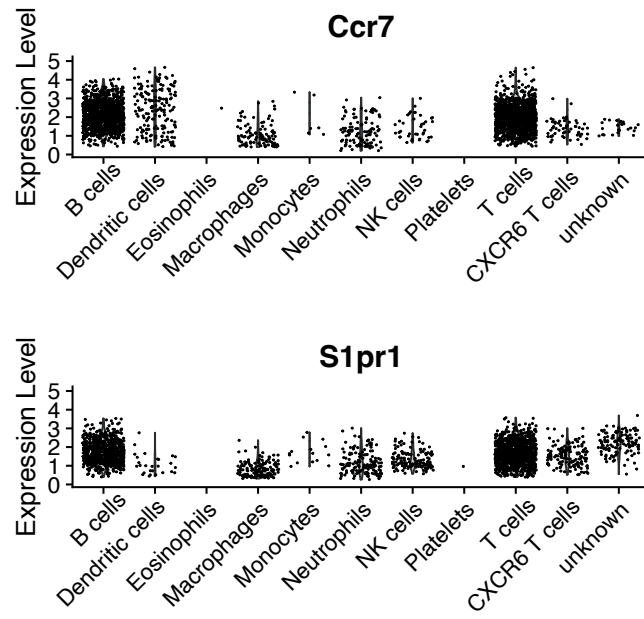 Ccr7
Expression Level
5
4
3
2
1
0
B cells
Dendritic cells
Eosinophils
Macrophages
Monocytes
Neutrophils
NK cells
Platelets
T cells
CXCR6 T cells
unknown
S1pr1
Expression Level
5
4
3
2
1
0
B cells
Dendritic cells
Eosinophils
Macrophages
Monocytes
Neutrophils
NK cells
Platelets
T cells
CXCR6 T cells
unknown